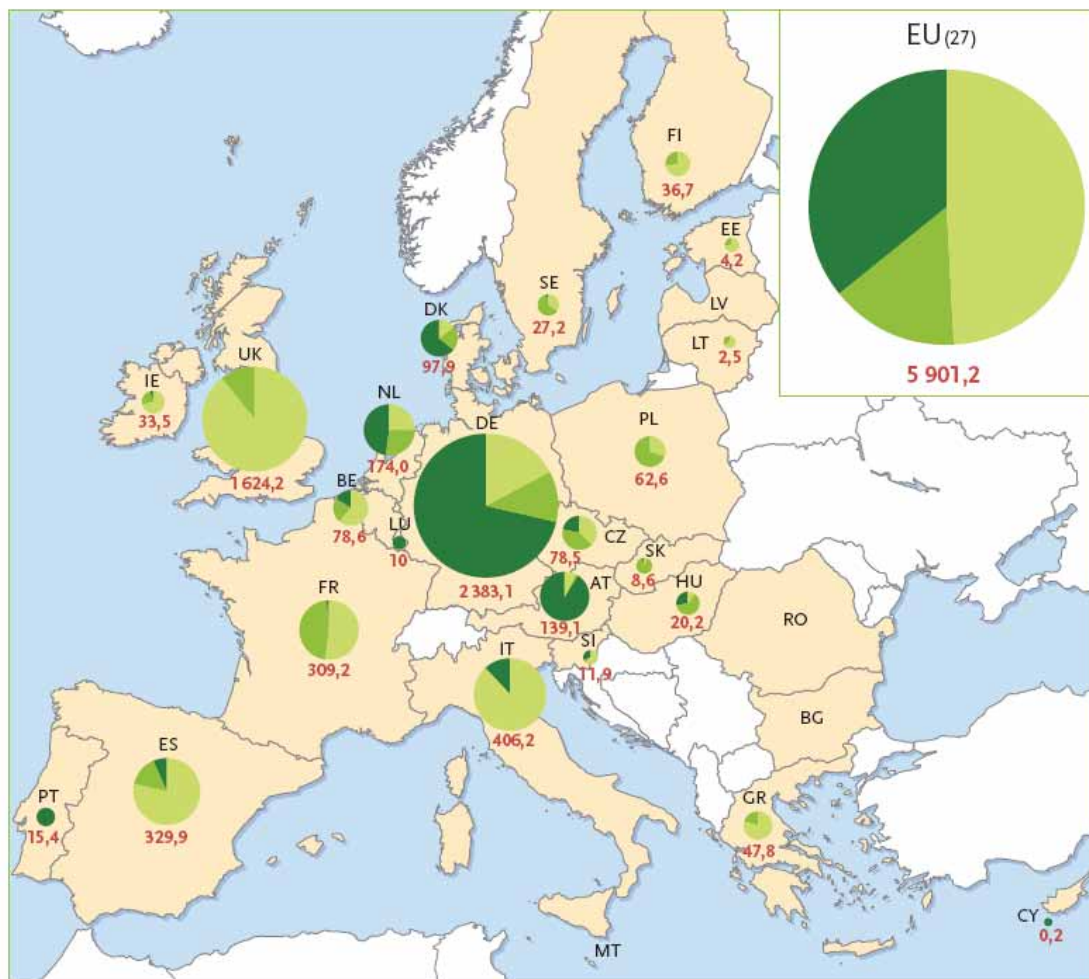 EU(27)
5 901,2
FI
36,7
EE
4,2
SE
27,2
LV
DK
97,9
LT
2,5
UK
1 624,2
IE
33,5
NL
174,0
DE
2 383,1
PL
62,6
BE
78,6
LU
10
CZ
78,5
SK
8,6
AT
139,1
HU
20,2
FR
309,2
RO
IT
406,2
SI
11,9
BG
ES
329,9
PT
15,4
GR
47,8
CY
0,2
MT